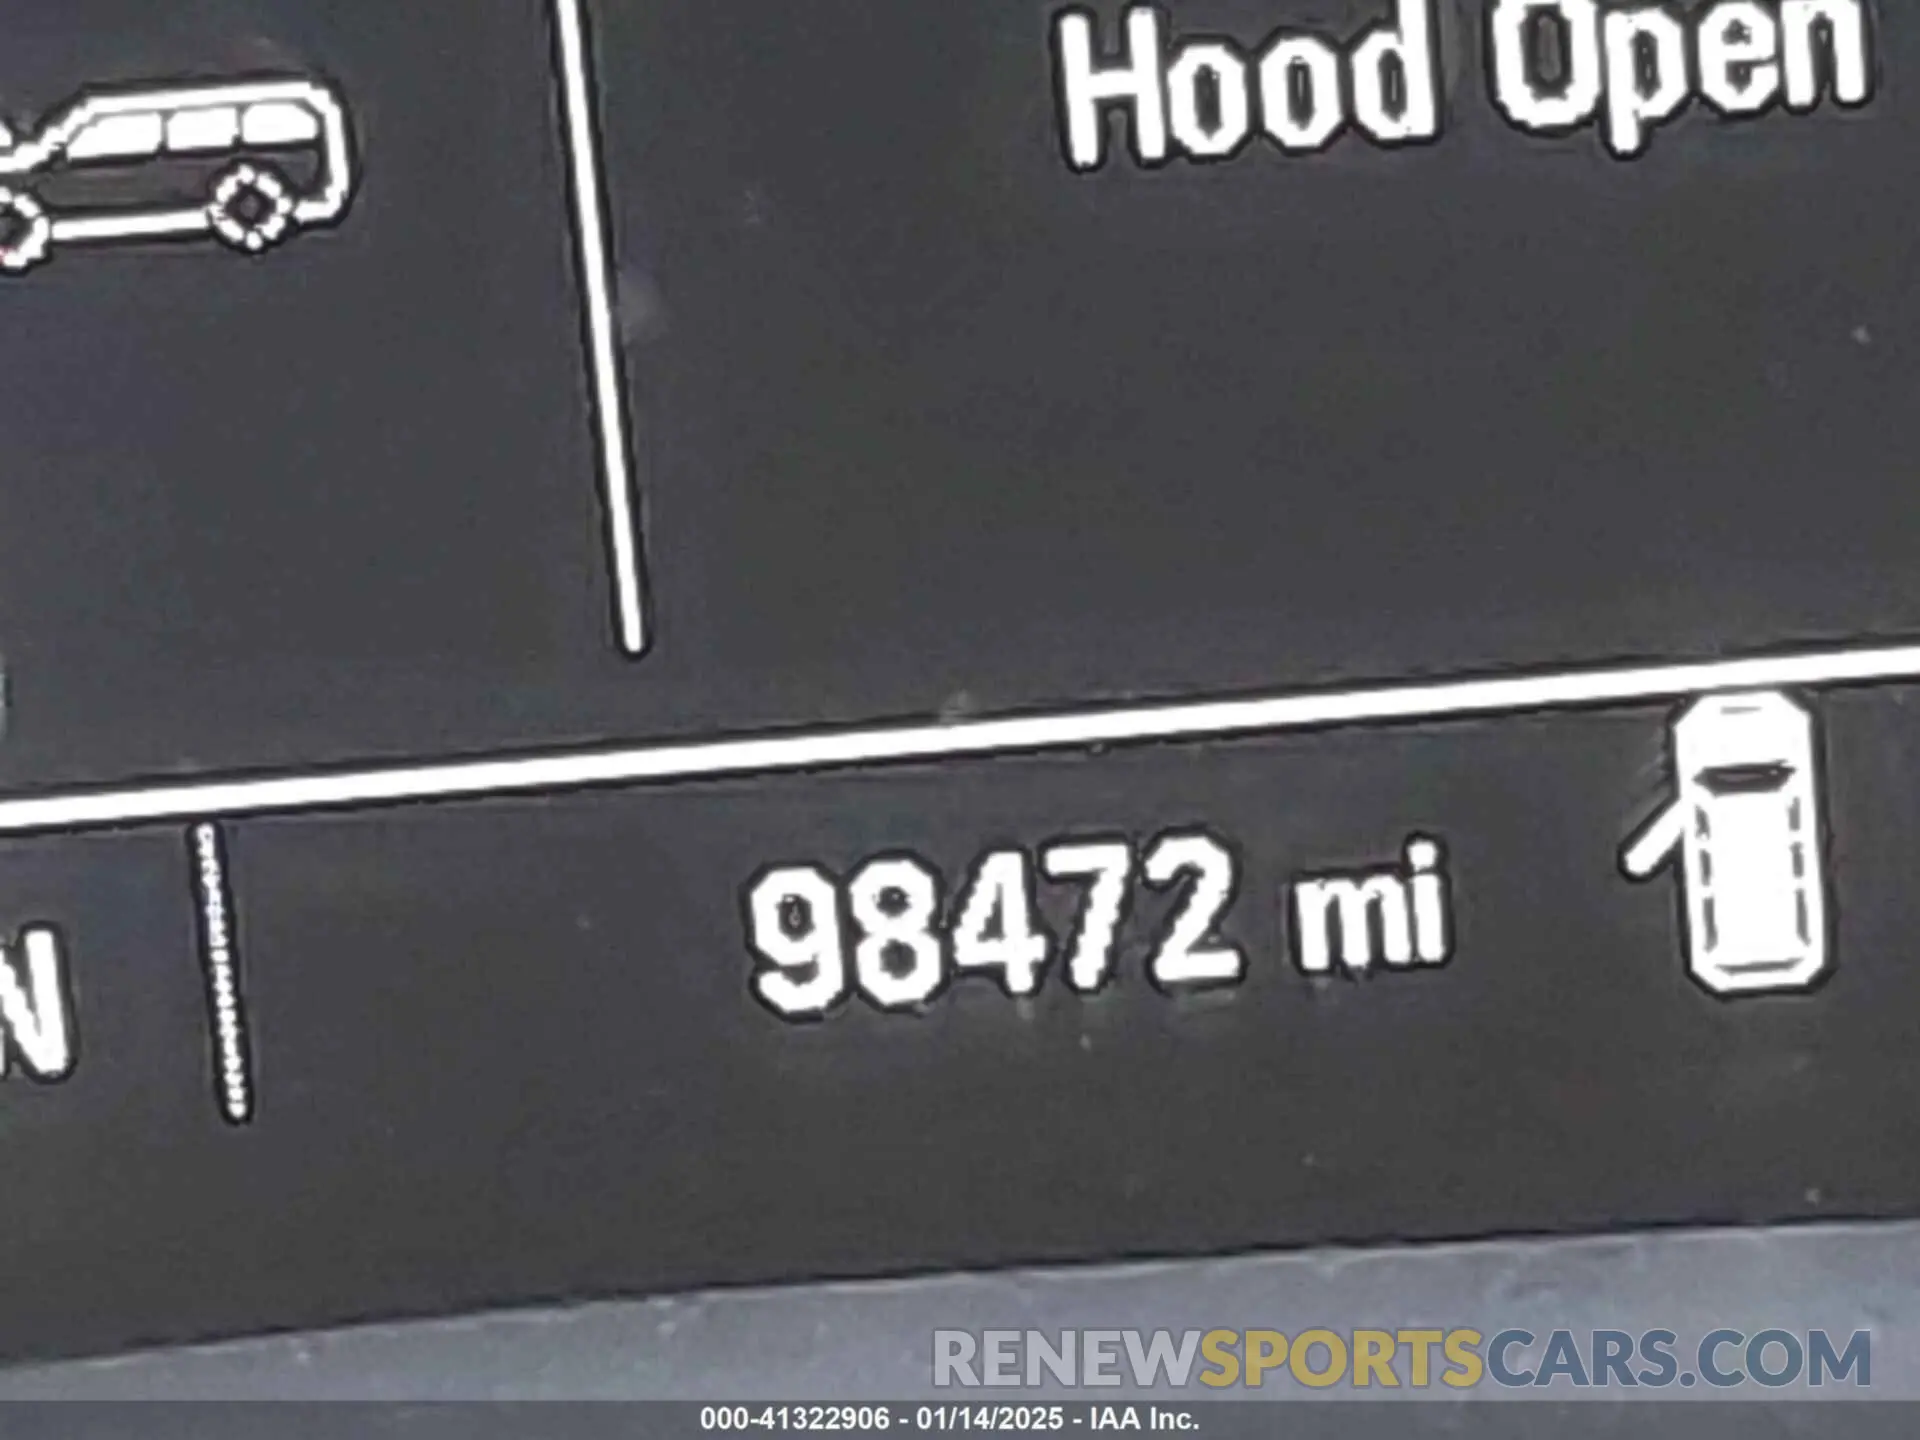 Hood Open
N
98472 mi
RENEWSPORTSCARS.COM
000-41322906 - 01/14/2025 - IAA Inc.